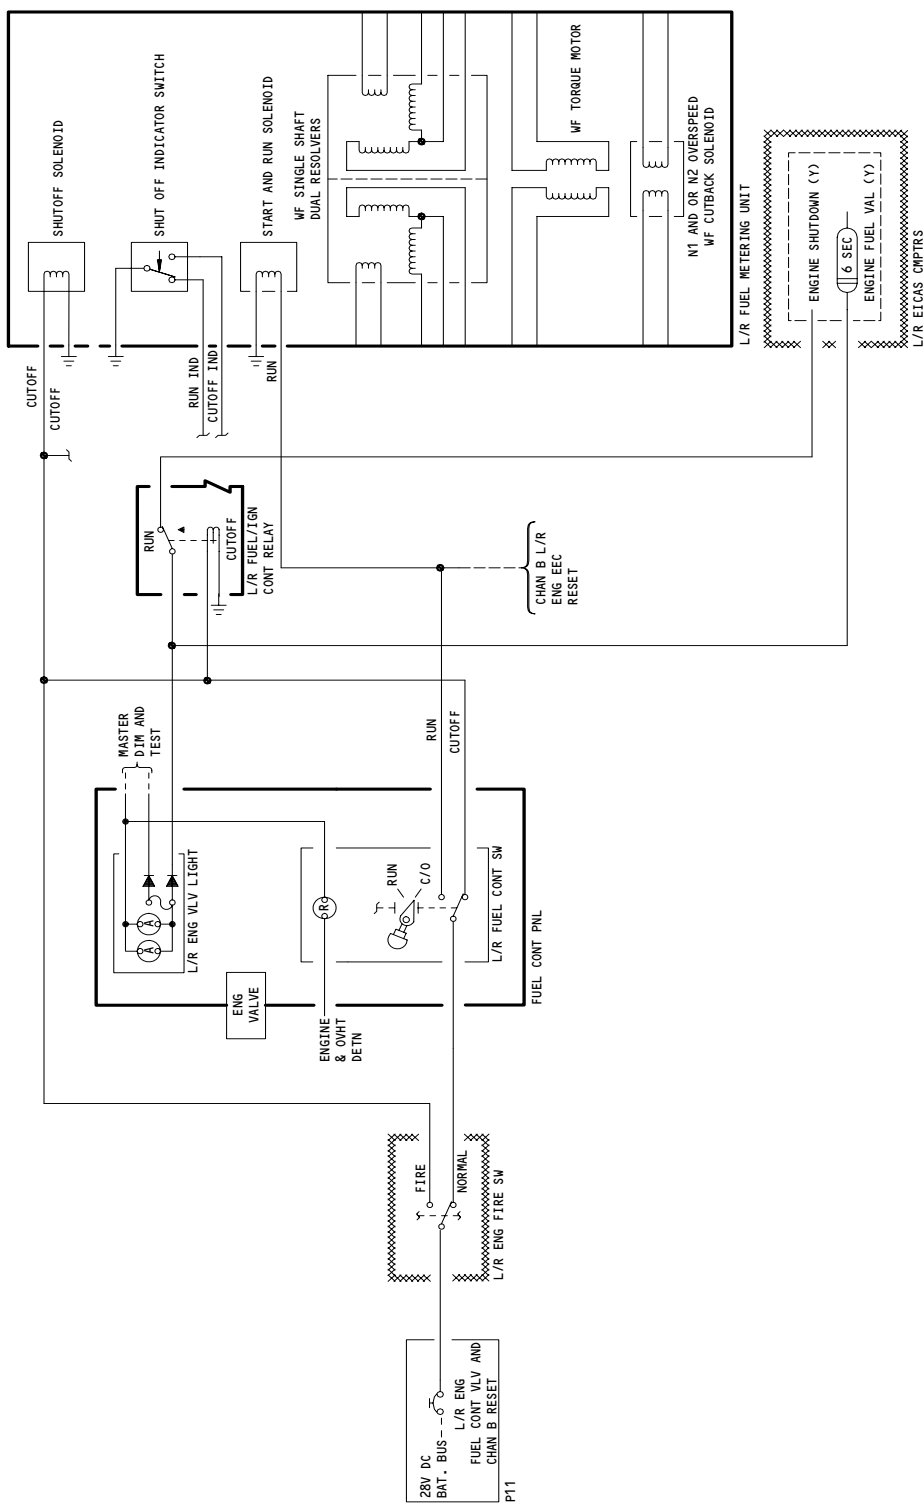 28V DC
BAT. BUS
L/R ENG
FUEL CONT VLV AND
CHAN B RESET
P11
FIRE
NORMAL
L/R ENG FIRE SW
ENG
VALVE
ENGINE
& OVHT
DETN
A
A
L/R ENG VLV LIGHT
MASTER
DIM AND
TEST
R
RUN
C/O
L/R FUEL CONT SW
FUEL CONT PNL
RUN
CUTOFF
RUN
CUTOFF
L/R FUEL/IGN
CONT RELAY
CHAN B L/R
ENG EEC
RESET
CUTOFF
CUTOFF
RUN IND
CUTOFF IND
RUN
SHUTOFF SOLENOID
SHUT OFF INDICATOR SWITCH
START AND RUN SOLENOID
WF SINGLE SHAFT
DUAL RESOLVERS
WF TORQUE MOTOR
N1 AND OR N2 OVERSPEED
WF CUTBACK SOLENOID
L/R FUEL METERING UNIT
ENGINE SHUTDOWN (Y)
6 SEC
ENGINE FUEL VAL (Y)
L/R EICAS CMPTRS